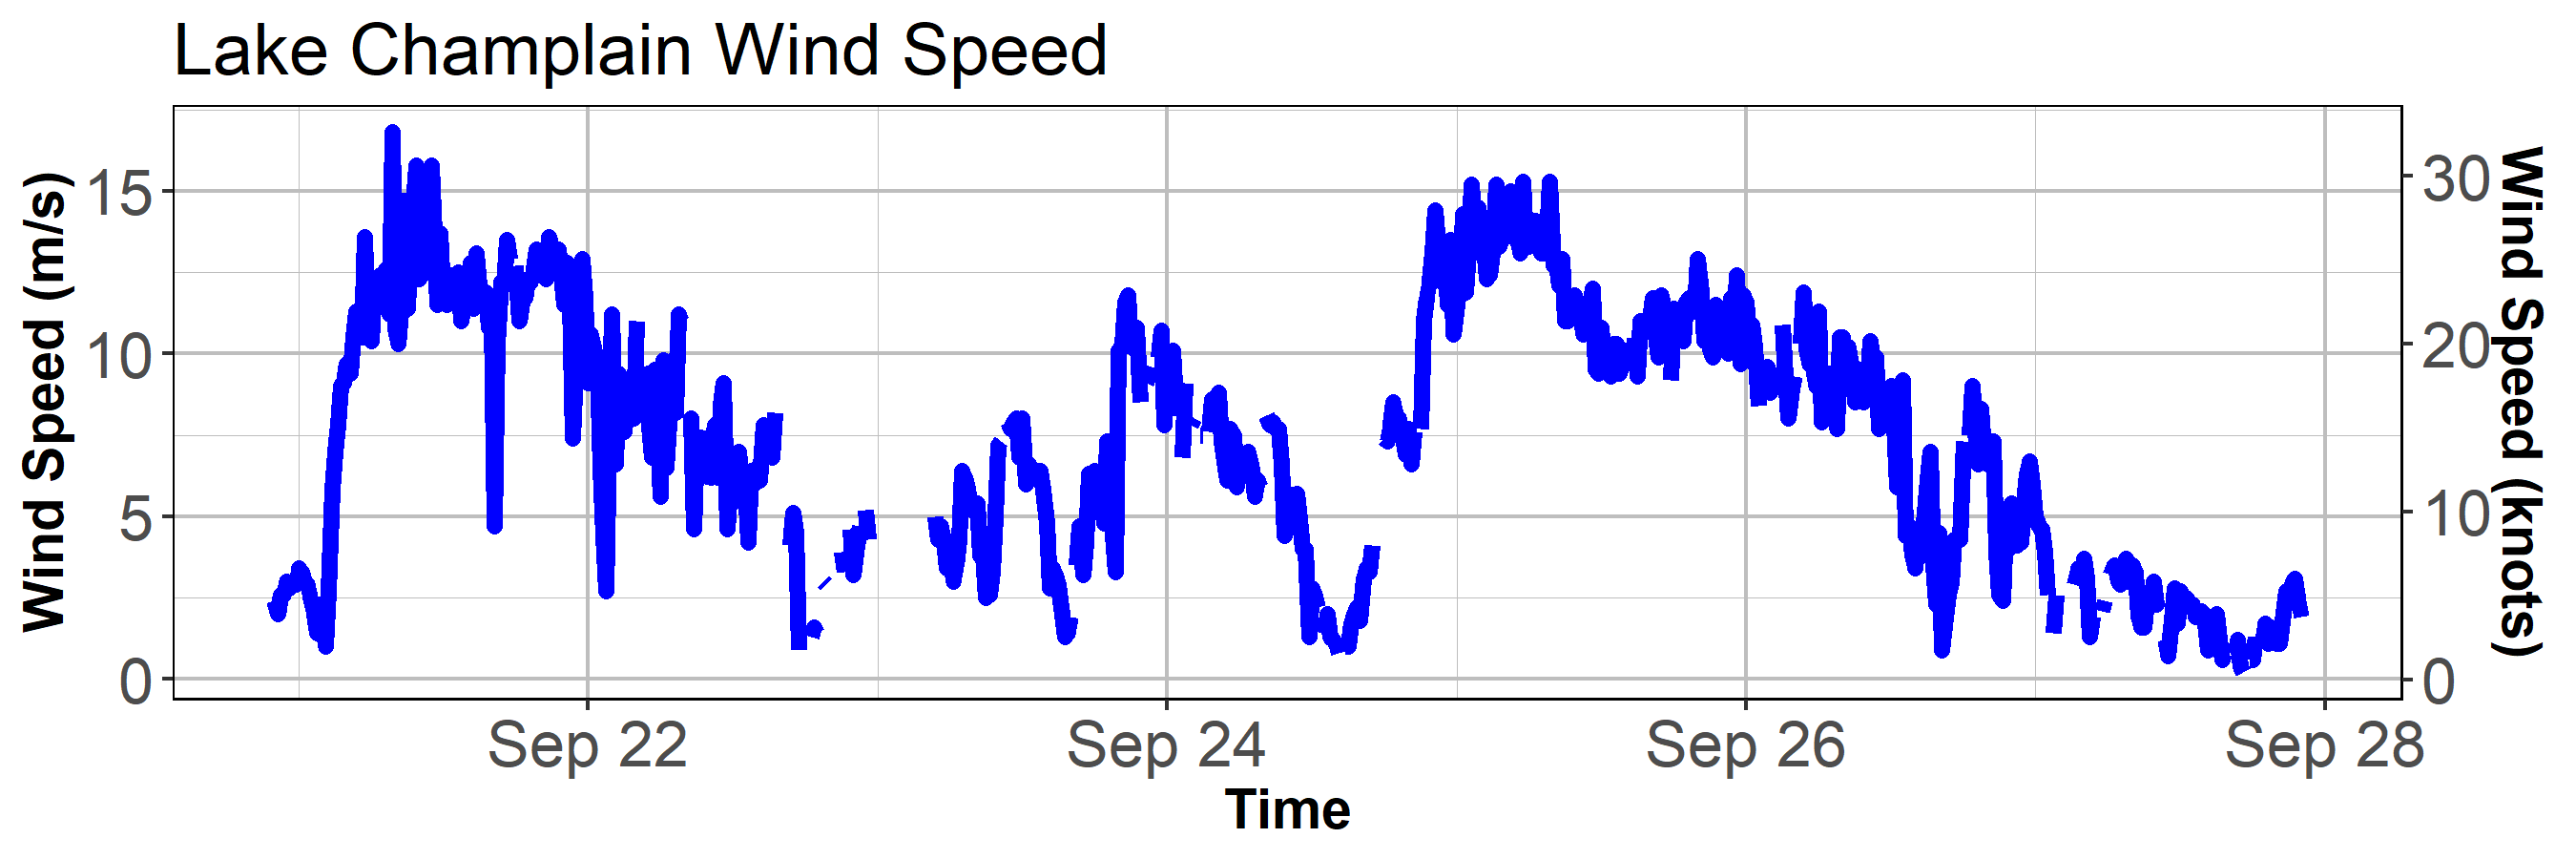 Lake Champlain Wind Speed
Wind Speed (m/s)
15
10
5
0
30
20
10
0
Wind Speed (knots)
Sep 22
Sep 24
Sep 26
Sep 28
Time